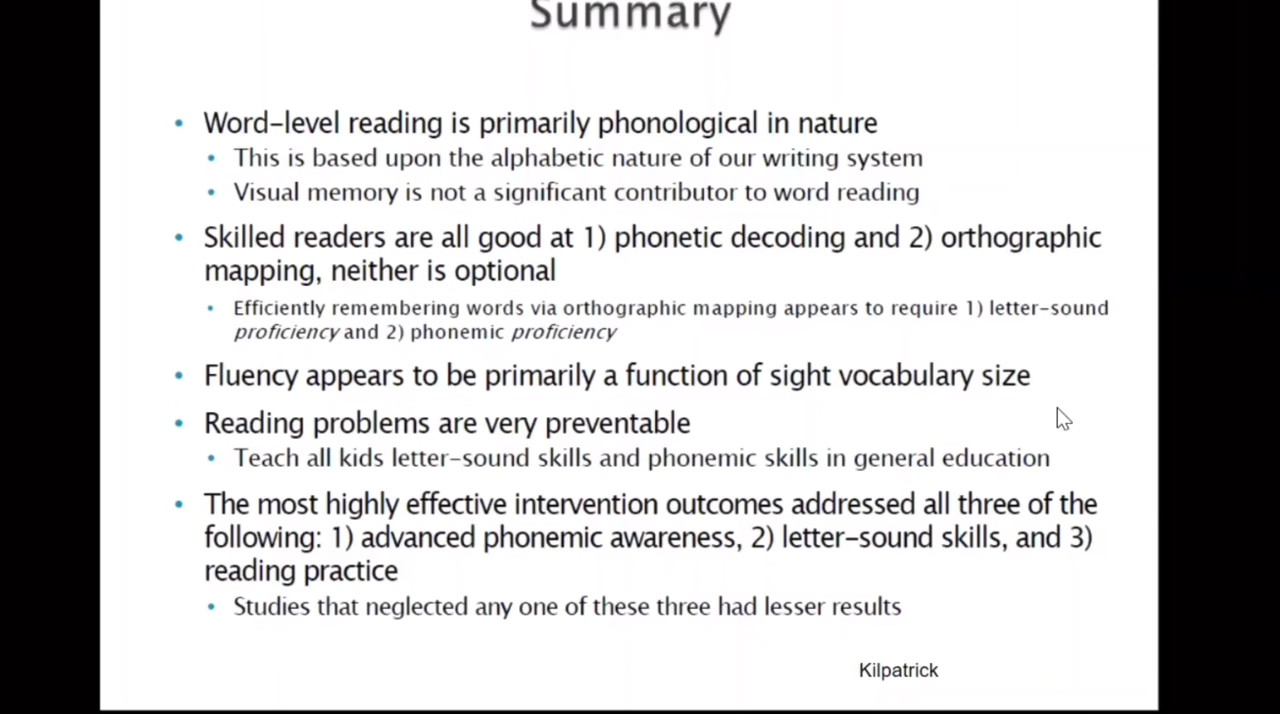 Summary
• Word-level reading is primarily phonological in nature
• This is based upon the alphabetic nature of our writing system
• Visual memory is not a significant contributor to word reading
• Skilled readers are all good at 1) phonetic decoding and 2) orthographic
mapping, neither is optional
• Efficiently remembering words via orthographic mapping appears to require 1) letter-sound
proficiency and 2) phonemic proficiency
• Fluency appears to be primarily a function of sight vocabulary size
• Reading problems are very preventable
• Teach all kids letter-sound skills and phonemic skills in general education
• The most highly effective intervention outcomes addressed all three of the
following: 1) advanced phonemic awareness, 2) letter-sound skills, and 3)
reading practice
• Studies that neglected any one of these three had lesser results
Kilpatrick